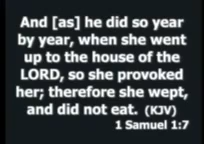 And [as] he did so year
by year, when she went
up to the house of the
LORD, so she provoked
her; therefore she wept,
and did not eat. (KJV)
1 Samuel 1:7